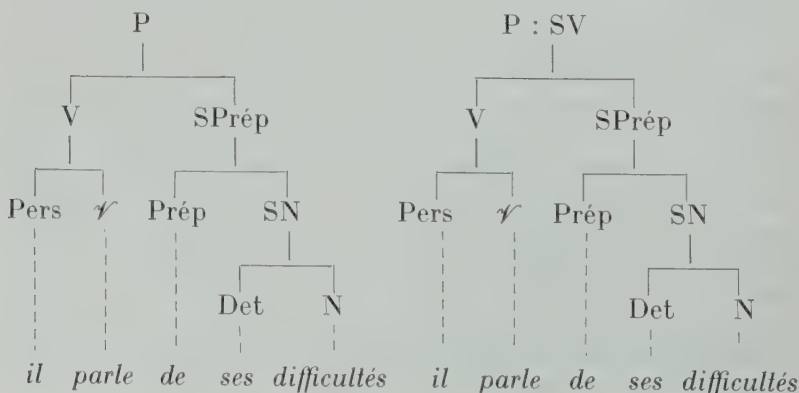 P P : SV
V SPrép V SPrép
Pers 𝒱 Prép SN Pers 𝒱 Prép SN
Det N Det N
il parle de ses difficultés il parle de ses difficultés